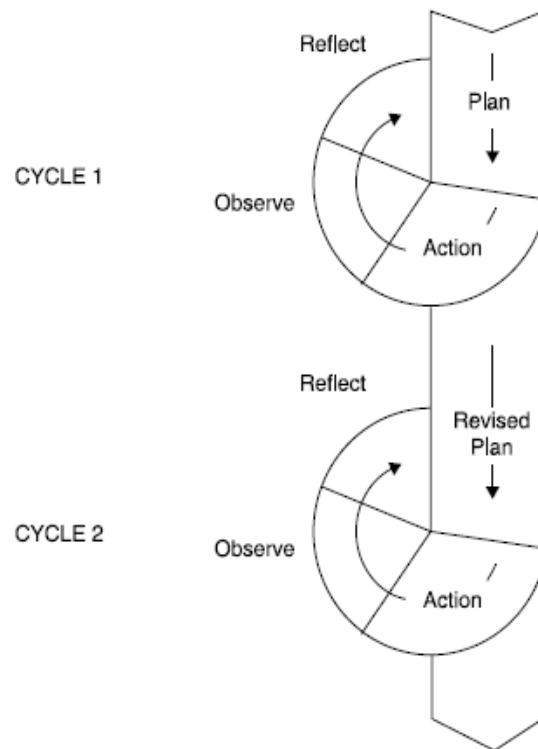 Reflect
Plan
CYCLE 1
Observe
Action
Reflect
Revised
Plan
CYCLE 2
Observe
Action